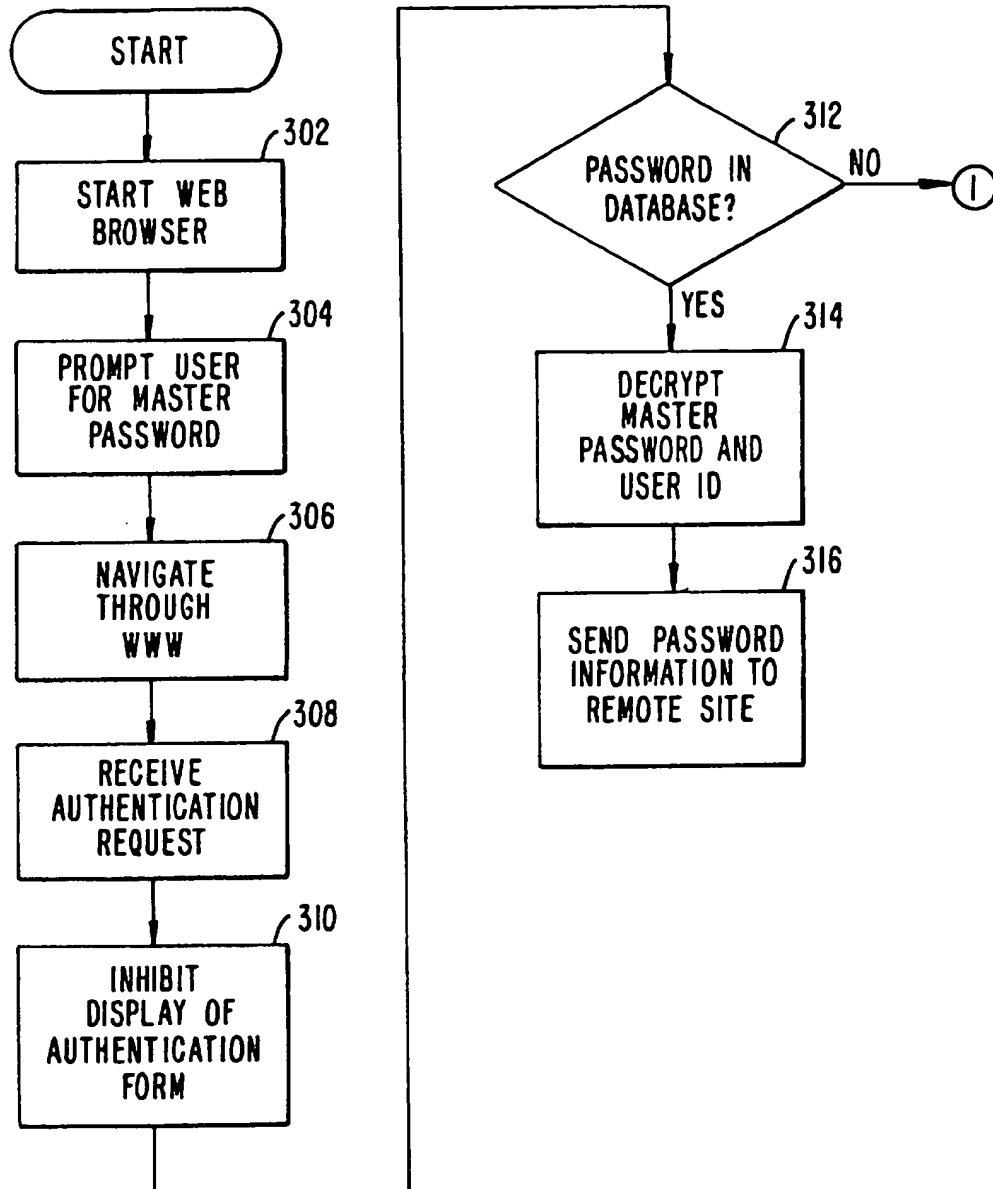 START
302
START WEB
BROWSER
304
PROMPT USER
FOR MASTER
PASSWORD
306
NAVIGATE
THROUGH
WWW
308
RECEIVE
AUTHENTICATION
REQUEST
310
INHIBIT
DISPLAY OF
AUTHENTICATION
FORM
312
PASSWORD IN
DATABASE?
NO
1
YES
314
DECRYPT
MASTER
PASSWORD AND
USER ID
316
SEND PASSWORD
INFORMATION TO
REMOTE SITE